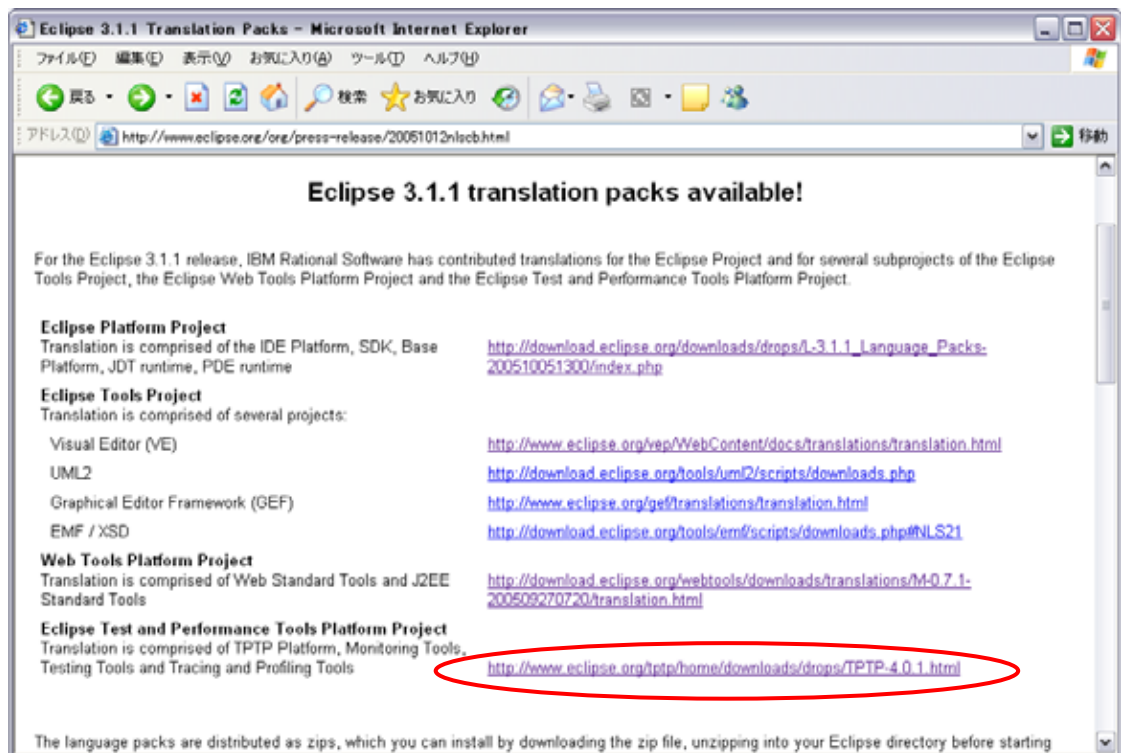 Eclipse 3.1.1 Translation Packs - Microsoft Internet Explorer
ファイル(F) 編集(E) 表示(V) お気に入り(A) ツール(T) ヘルプ(H)
戻る 検索 お気に入り
アドレス(D) http://www.eclipse.org/org/press-release/20051012nlscb.html 移動
Eclipse 3.1.1 translation packs available!
For the Eclipse 3.1.1 release, IBM Rational Software has contributed translations for the Eclipse Project and for several subprojects of the Eclipse
Tools Project, the Eclipse Web Tools Platform Project and the Eclipse Test and Performance Tools Platform Project.
Eclipse Platform Project
Translation is comprised of the IDE Platform, SDK, Base
Platform, JDT runtime, PDE runtime
http://download.eclipse.org/downloads/drops/L-3.1.1_Language_Packs-
200510051300/index.php
Eclipse Tools Project
Translation is comprised of several projects:
Visual Editor (VE) http://www.eclipse.org/vep/WebContent/docs/translations/translation.html
UML2 http://download.eclipse.org/tools/uml2/scripts/downloads.php
Graphical Editor Framework (GEF) http://www.eclipse.org/gef/translations/translation.html
EMF / XSD http://download.eclipse.org/tools/emf/scripts/downloads.php#NLS21
Web Tools Platform Project
Translation is comprised of Web Standard Tools and J2EE
Standard Tools
http://download.eclipse.org/webtools/downloads/translations/M-0.7.1-
200509270720/translation.html
Eclipse Test and Performance Tools Platform Project
Translation is comprised of TPTP Platform, Monitoring Tools,
Testing Tools and Tracing and Profiling Tools
http://www.eclipse.org/tptp/home/downloads/drops/TPTP-4.0.1.html
The language packs are distributed as zips, which you can install by downloading the zip file, unzipping into your Eclipse directory before starting